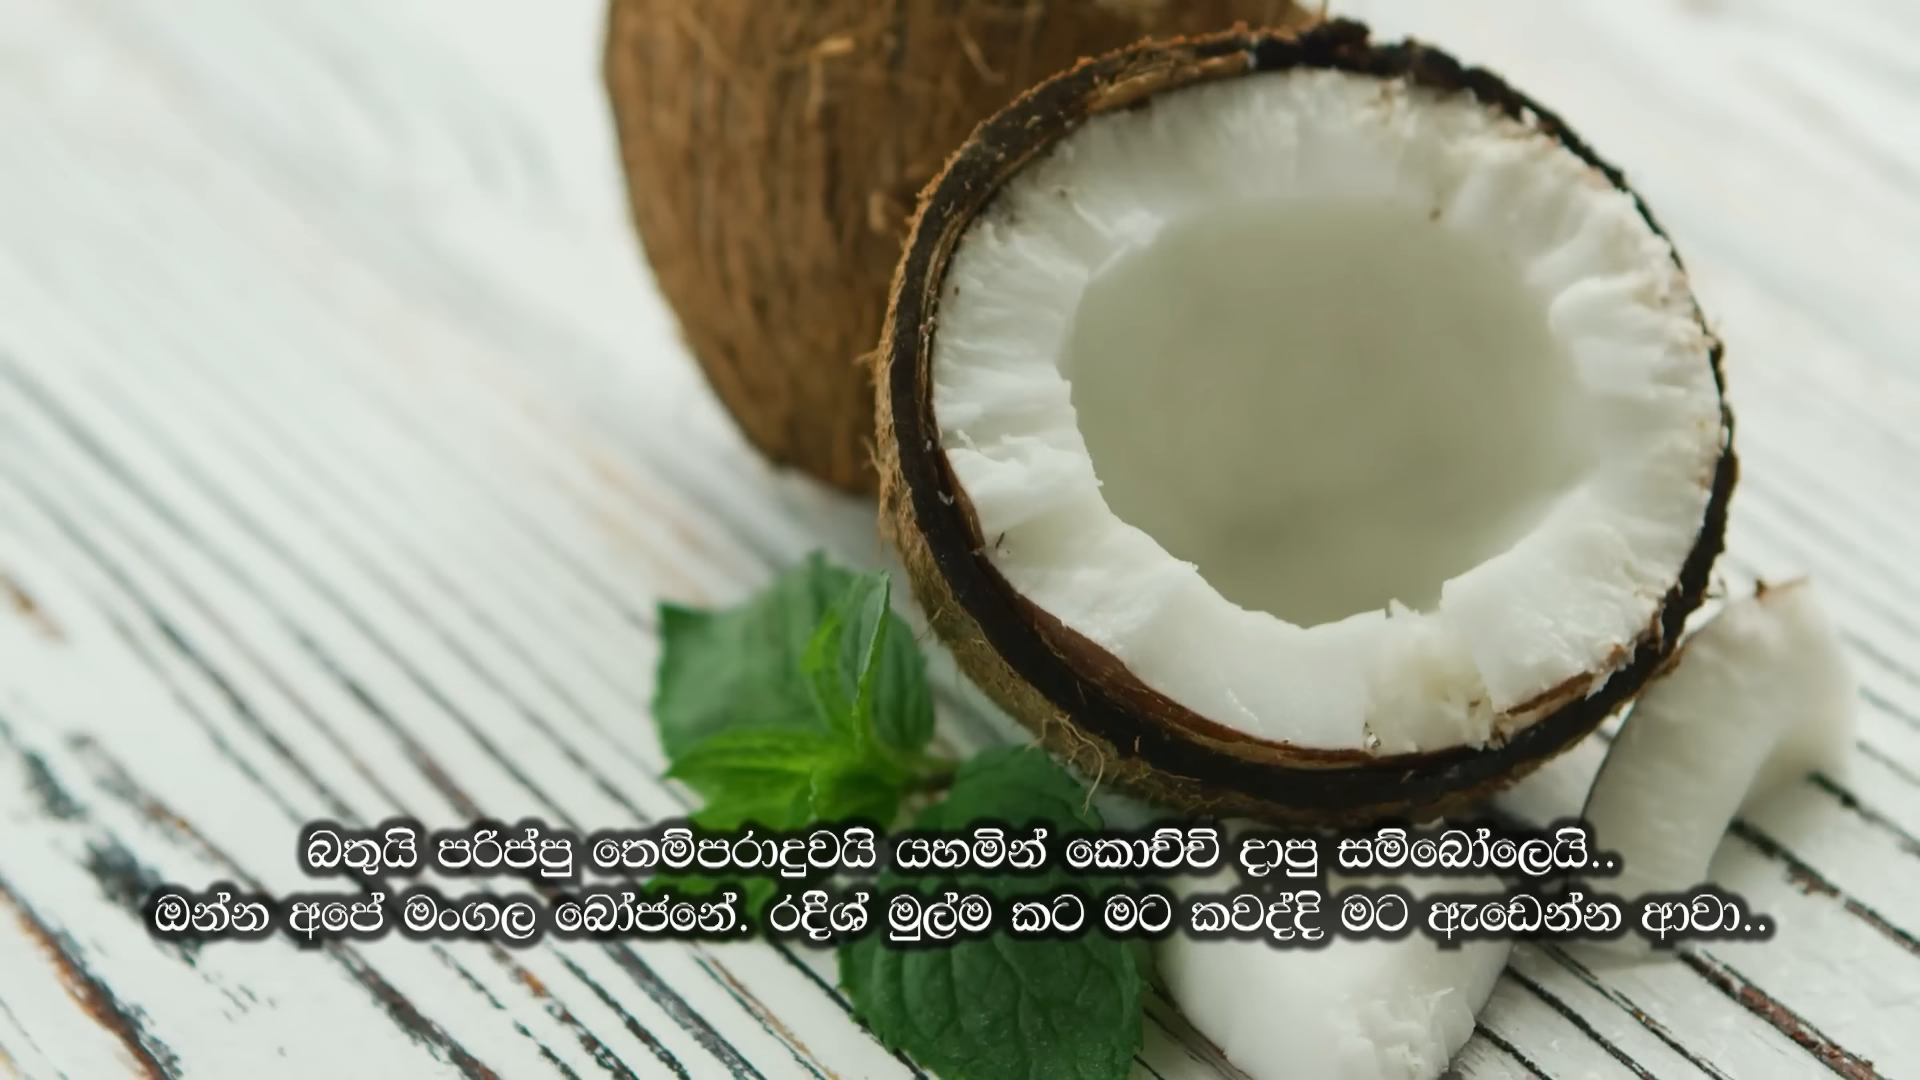 බතුයි පරිප්පු තෙම්පරාදුවයි යහමින් කොච්චි දාපු සම්බෝලෙයි..
ඔන්න අපේ මංගල බෝජනේ. රදීශ් මුල්ම කට මට කවද්දි මට ඇඩෙන්න ආවා..